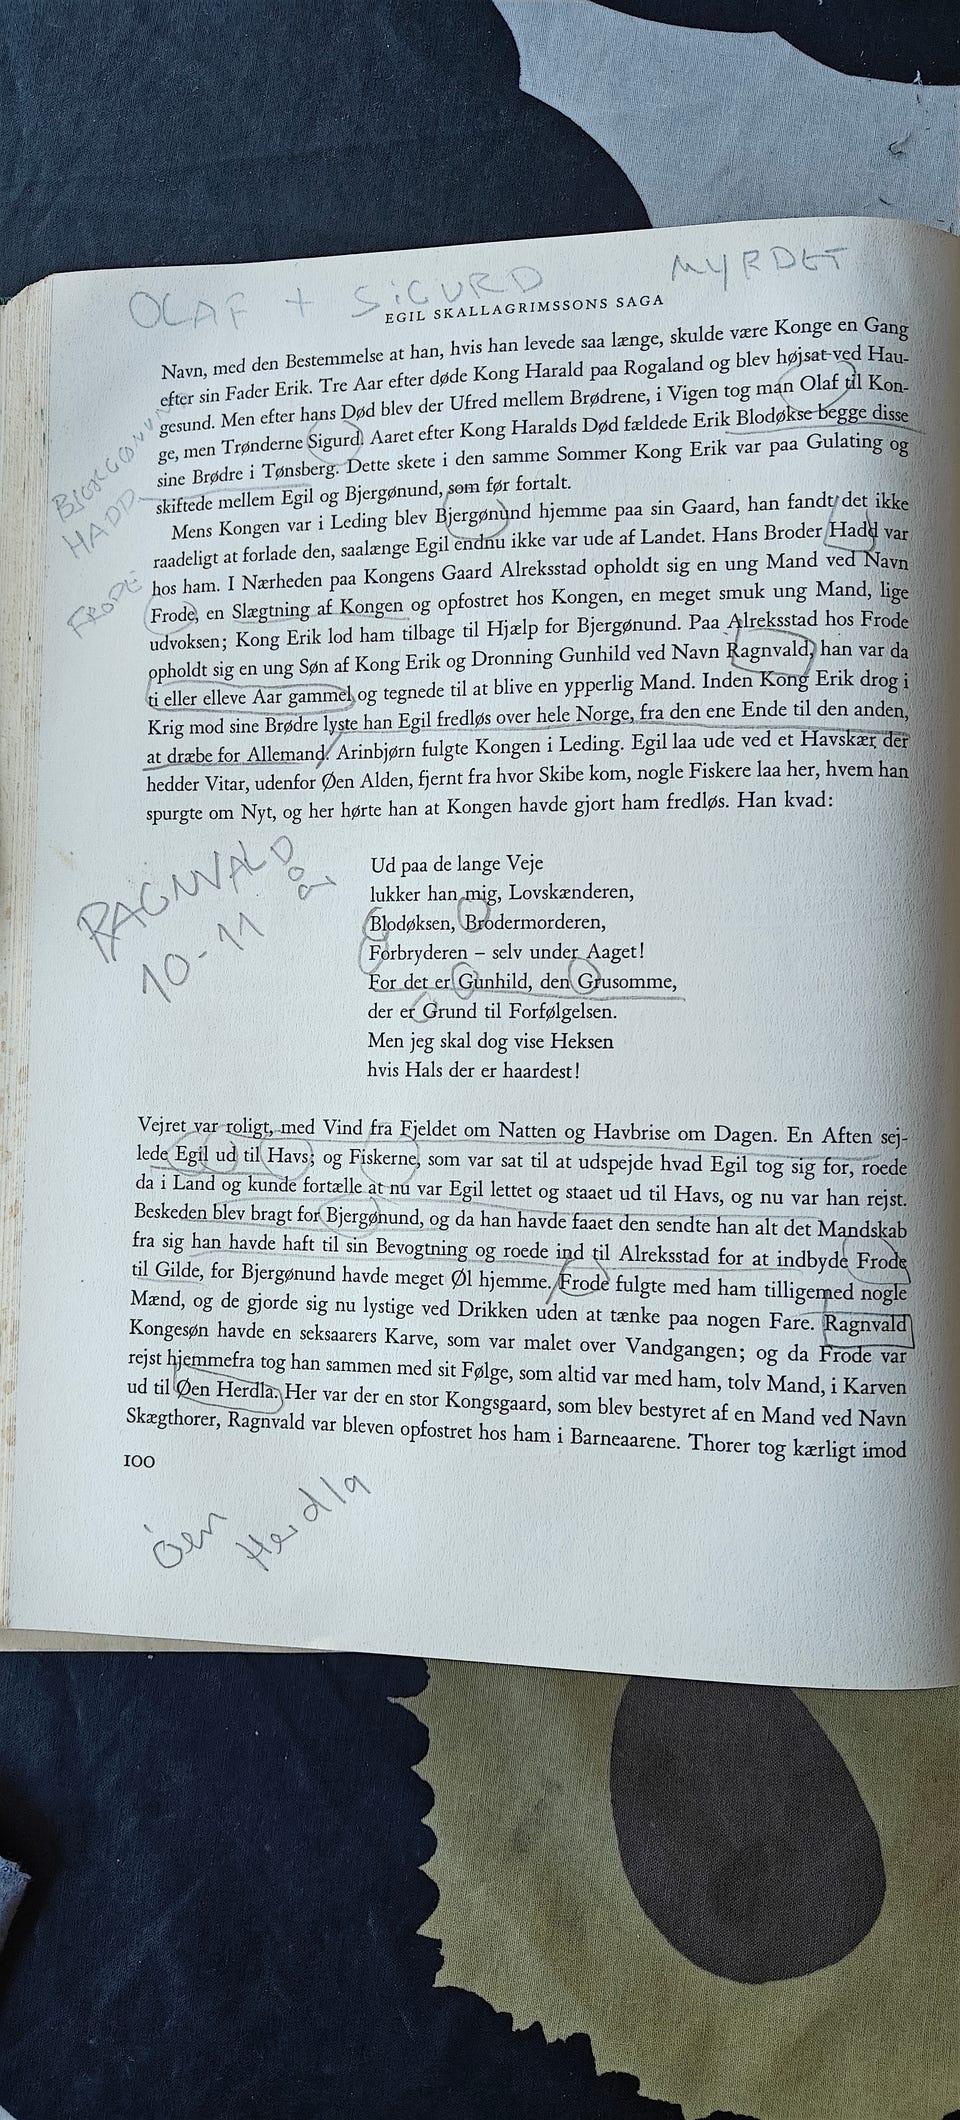 OLAF + SIGURD MYRDET
EGIL SKALLAGRIMSSONS SAGA
Navn, med den Bestemmelse at han, hvis han levede saa længe, skulde være Konge en Gang
efter sin Fader Erik. Tre Aar efter døde Kong Harald paa Rogaland og blev højsat ved Hau-
gesund. Men efter hans Død blev der Ufred mellem Brødrene, i Vigen tog man Olaf til Kon-
ge, men Trønderne Sigurd. Aaret efter Kong Haralds Død fældede Erik Blodøkse begge disse
sine Brødre i Tønsberg. Dette skete i den samme Sommer Kong Erik var paa Gulating og
skiftede mellem Egil og Bjergønund, som før fortalt.
BJERGØNUND
HADD
FRODE
Mens Kongen var i Leding blev Bjergønund hjemme paa sin Gaard, han fandt det ikke
raadeligt at forlade den, saalænge Egil endnu ikke var ude af Landet. Hans Broder Hadd var
hos ham. I Nærheden paa Kongens Gaard Alreksstad opholdt sig en ung Mand ved Navn
Frode, en Slægtning af Kongen og opfostret hos Kongen, en meget smuk ung Mand, lige
udvoksen; Kong Erik lod ham tilbage til Hjælp for Bjergønund. Paa Alreksstad hos Frode
opholdt sig en ung Søn af Kong Erik og Dronning Gunhild ved Navn Ragnvald, han var da
ti eller elleve Aar gammel og tegnede til at blive en ypperlig Mand. Inden Kong Erik drog i
Krig mod sine Brødre lyste han Egil fredløs over hele Norge, fra den ene Ende til den anden,
at dræbe for Allemand. Arinbjørn fulgte Kongen i Leding. Egil laa ude ved et Havskær der
hedder Vitar, udenfor Øen Alden, fjernt fra hvor Skibe kom, nogle Fiskere laa her, hvem han
spurgte om Nyt, og her hørte han at Kongen havde gjort ham fredløs. Han kvad:
RAGNVALD
10-11 år
Ud paa de lange Veje
lukker han mig, Lovskænderen,
Blodøksen, Brodermorderen,
Forbryderen – selv under Aaget!
For det er Gunhild, den Grusomme,
der er Grund til Forfølgelsen.
Men jeg skal dog vise Heksen
hvis Hals der er haardest!
Vejret var roligt, med Vind fra Fjeldet om Natten og Havbrise om Dagen. En Aften sej-
lede Egil ud til Havs; og Fiskerne, som var sat til at udspejde hvad Egil tog sig for, roede
da i Land og kunde fortælle at nu var Egil lettet og staaet ud til Havs, og nu var han rejst.
Beskeden blev bragt for Bjergønund, og da han havde faaet den sendte han alt det Mandskab
fra sig han havde haft til sin Bevogtning og roede ind til Alreksstad for at indbyde Frode
til Gilde, for Bjergønund havde meget Øl hjemme. Frode fulgte med ham tilligemed nogle
Mænd, og de gjorde sig nu lystige ved Drikken uden at tænke paa nogen Fare. Ragnvald
Kongesøn havde en seksaarers Karve, som var malet over Vandgangen; og da Frode var
rejst hjemmefra tog han sammen med sit Følge, som altid var med ham, tolv Mand, i Karven
ud til Øen Herdla. Her var der en stor Kongsgaard, som blev bestyret af en Mand ved Navn
Skægthorer, Ragnvald var bleven opfostret hos ham i Barneaarene. Thorer tog kærligt imod
100
Øen
Herdla